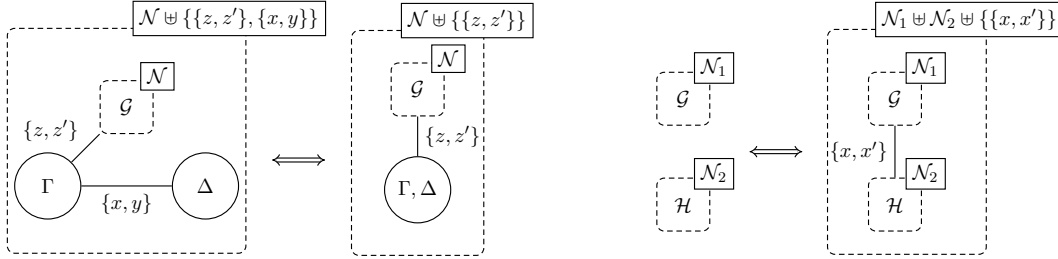 𝒩 ⊎ {{z, z′}, {x, y}}
𝒩
𝒢
{z, z′}
Γ
{x, y}
Δ
⟺
𝒩 ⊎ {{z, z′}}
𝒩
𝒢
{z, z′}
Γ, Δ
𝒩₁
𝒢
𝒩₂
ℋ
⟺
𝒩₁ ⊎ 𝒩₂ ⊎ {{x, x′}}
𝒩₁
𝒢
{x, x′}
𝒩₂
ℋ